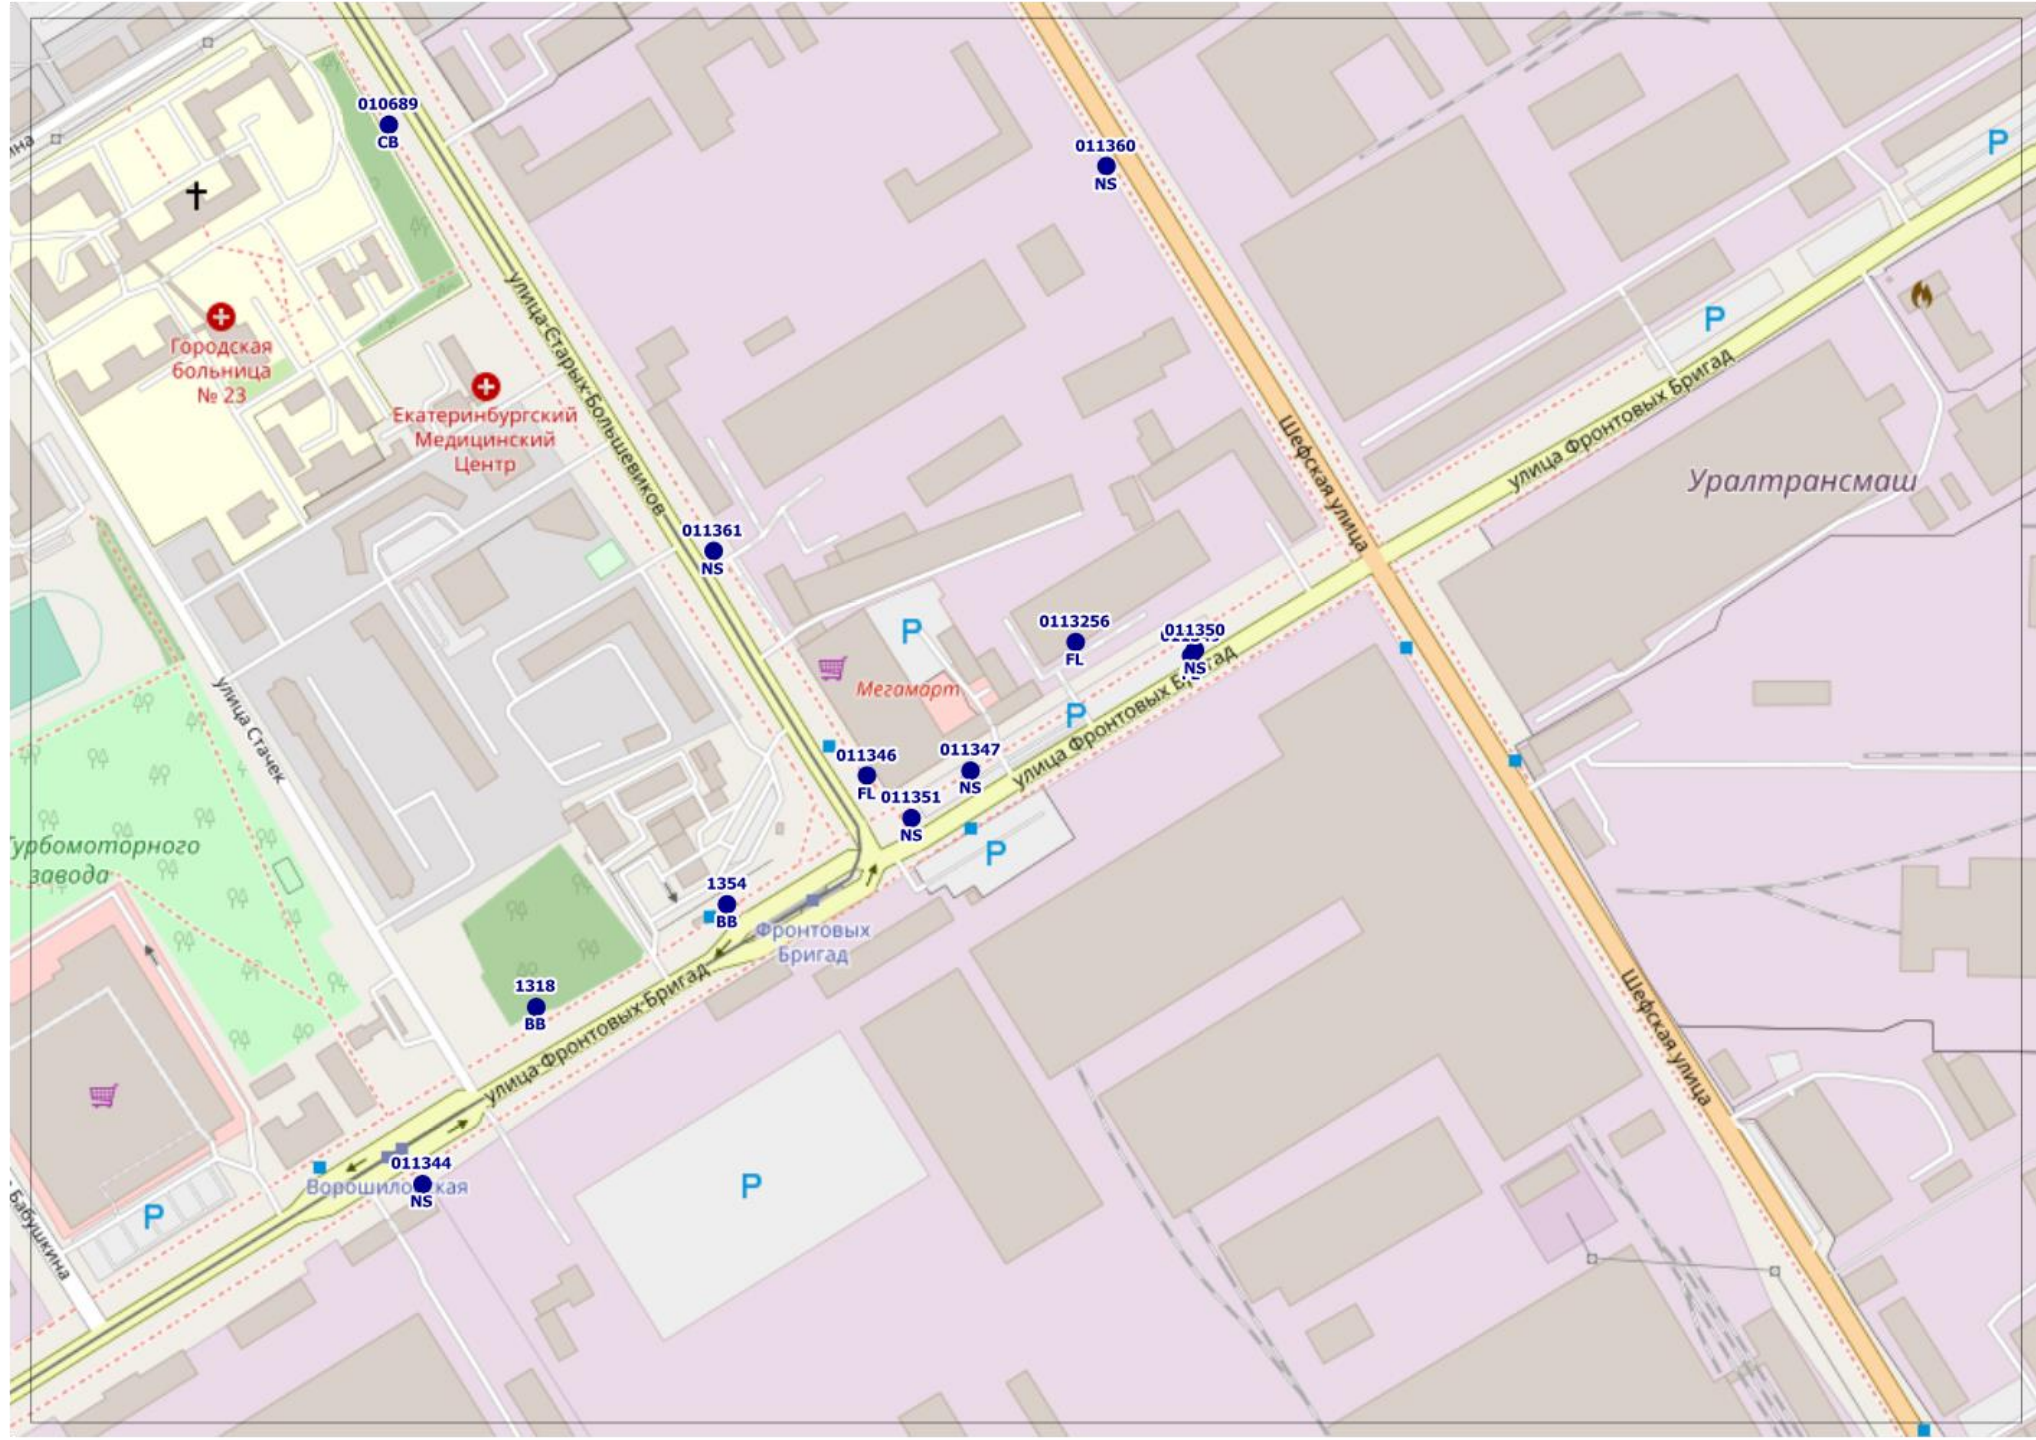 010689
CB
011360
NS
улица Старых Большевиков
Городская
больница
№ 23
Екатеринбургский
Медицинский
Центр
Шефская улица
улица Фронтовых Бригад
Уралтрансмаш
011361
NS
P
P
P
0113256
FL
011350
NS
Мегамарт
P
улица Фронтовых Бригад
улица Стачек
011346
FL
011347
NS
011351
NS
P
завода
1354
BB
Фронтовых
Бригад
1318
BB
улица Фронтовых Бригад
Шефская улица
011344
NS
P
P
Бабушкина